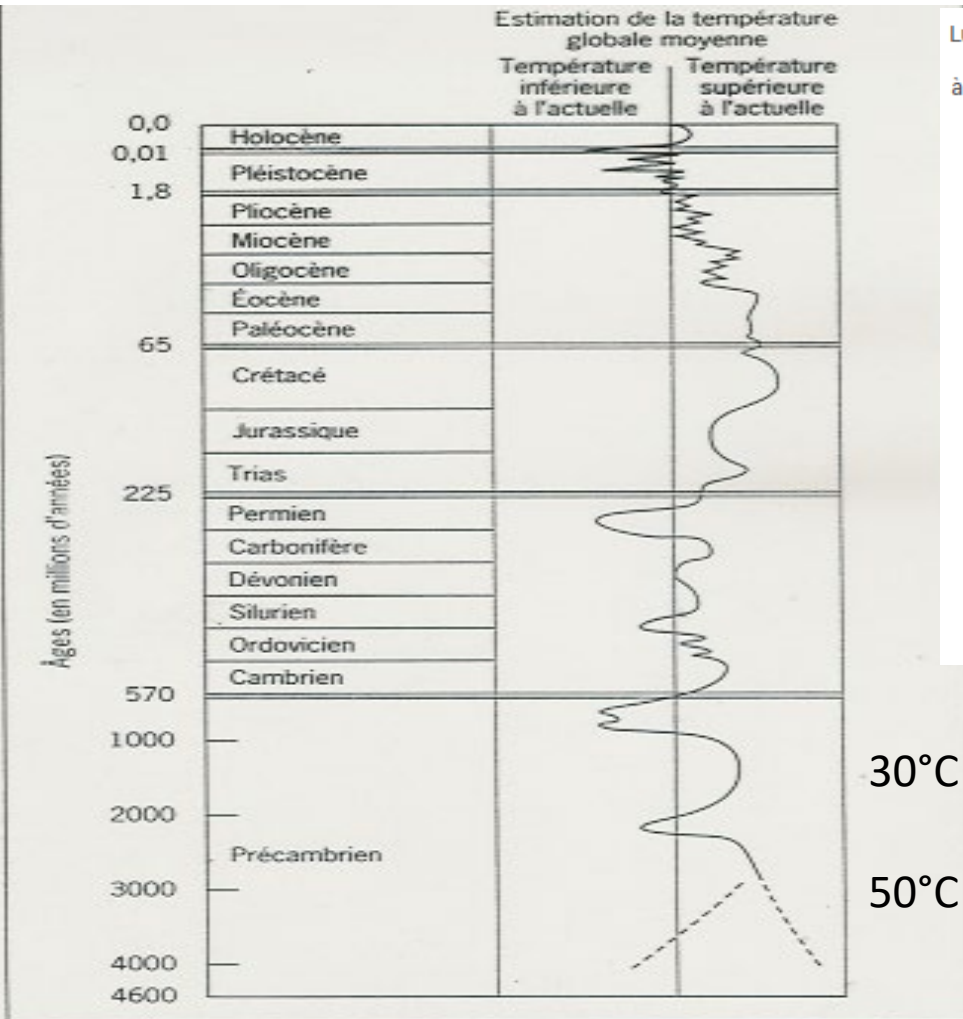 Estimation de la température
globale moyenne
Température
inférieure
à l'actuelle
Température
supérieure
à l'actuelle
0,0
Holocène
0,01
Pléistocène
1,8
Pliocène
Miocène
Oligocène
Éocène
Paléocène
65
Crétacé
Jurassique
Trias
225
Permien
Carbonifère
Dévonien
Silurien
Ordovicien
Cambrien
570
1000
2000
Précambrien
3000
4000
4600
Âges (en millions d'années)
30°C
50°C
à